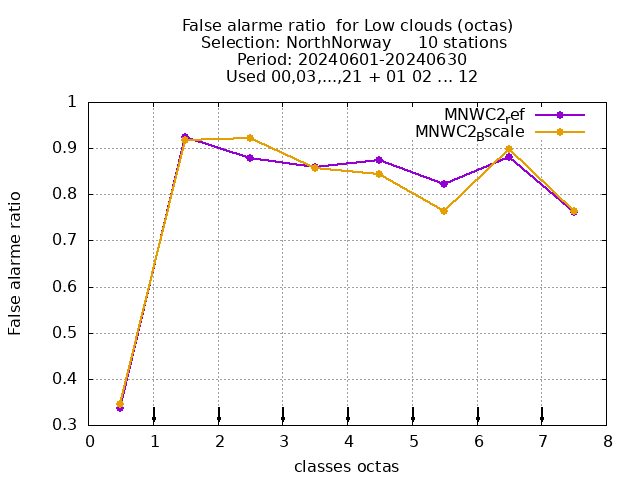 False alarme ratio  for Low clouds (octas)
Selection: NorthNorway     10 stations
Period: 20240601-20240630
Used 00,03,...,21 + 01 02 ... 12
MNWC2_ref
MNWC2_Bscale
1
0.9
0.8
0.7
0.6
0.5
0.4
0.3
False alarme ratio
0 1 2 3 4 5 6 7 8
classes octas